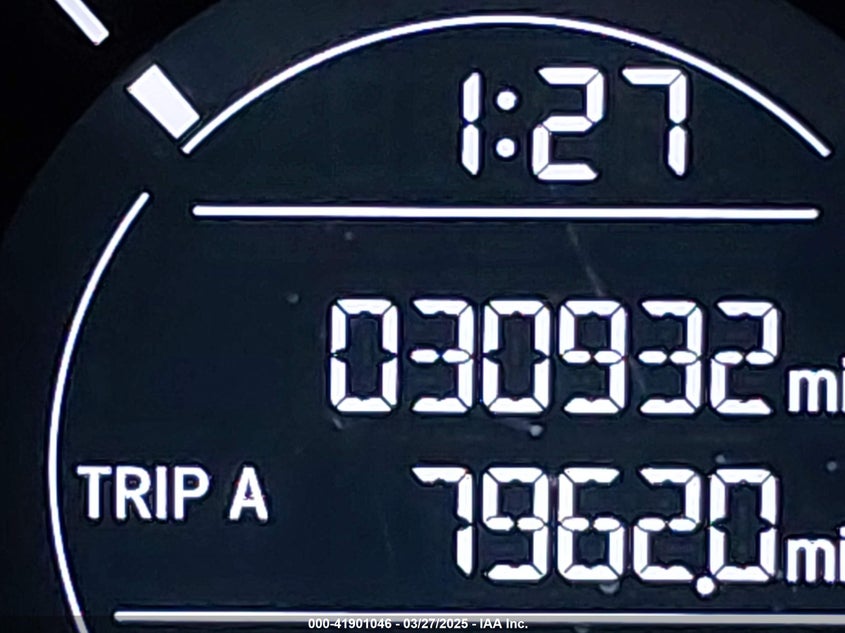 1:27
030932 mi
TRIP A 7962.0 mi
000-41901046 - 03/27/2025 - IAA Inc.